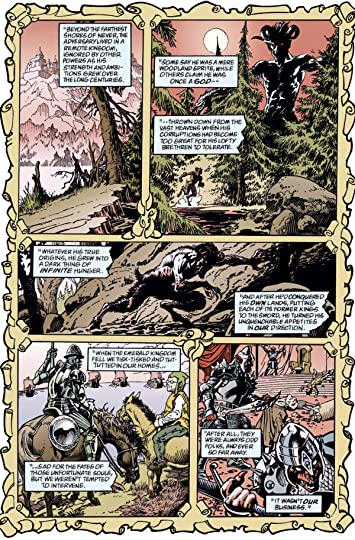 "BEYOND THE FARTHEST
SHORES OF NEVER, THE
ADVERSARY LIVED IN A
REMOTE KINGDOM,
IGNORED BY OTHER
POWERS AS HIS
STRENGTH AND AMBI-
TIONS GREW OVER
THE LONG CENTURIES.
"SOME SAY HE WAS A MERE
WOODLAND SPRITE, WHILE
OTHERS CLAIM HE WAS
ONCE A GOD--
"--THROWN DOWN FROM THE
VAST HEAVENS WHEN HIS
CORRUPTIONS HAD BECOME
TOO GREAT FOR HIS LOFTY
BRETHREN TO TOLERATE.
"WHATEVER HIS TRUE
ORIGINS, HE GREW INTO
A DARK THING OF
INFINITE HUNGER.
"AND AFTER HE'D CONQUERED
HIS OWN LANDS, PUTTING
EACH OF ITS FORMER KINGS
TO THE SWORD, HE TURNED HIS
UNQUENCHABLE APPETITES
IN OUR DIRECTION.
"WHEN THE EMERALD KINGDOM
FELL WE TISK-TISKED AND TUT-
TUTTED IN OUR HOMES...
"...SAD FOR THE FATES OF
THOSE UNFORTUNATE SOULS,
BUT WE WEREN'T TEMPTED
TO INTERVENE.
"AFTER ALL, THEY
WERE ALWAYS ODD
FOLKS, AND EVER
SO FAR AWAY.
"IT WASN'T OUR
BUSINESS."